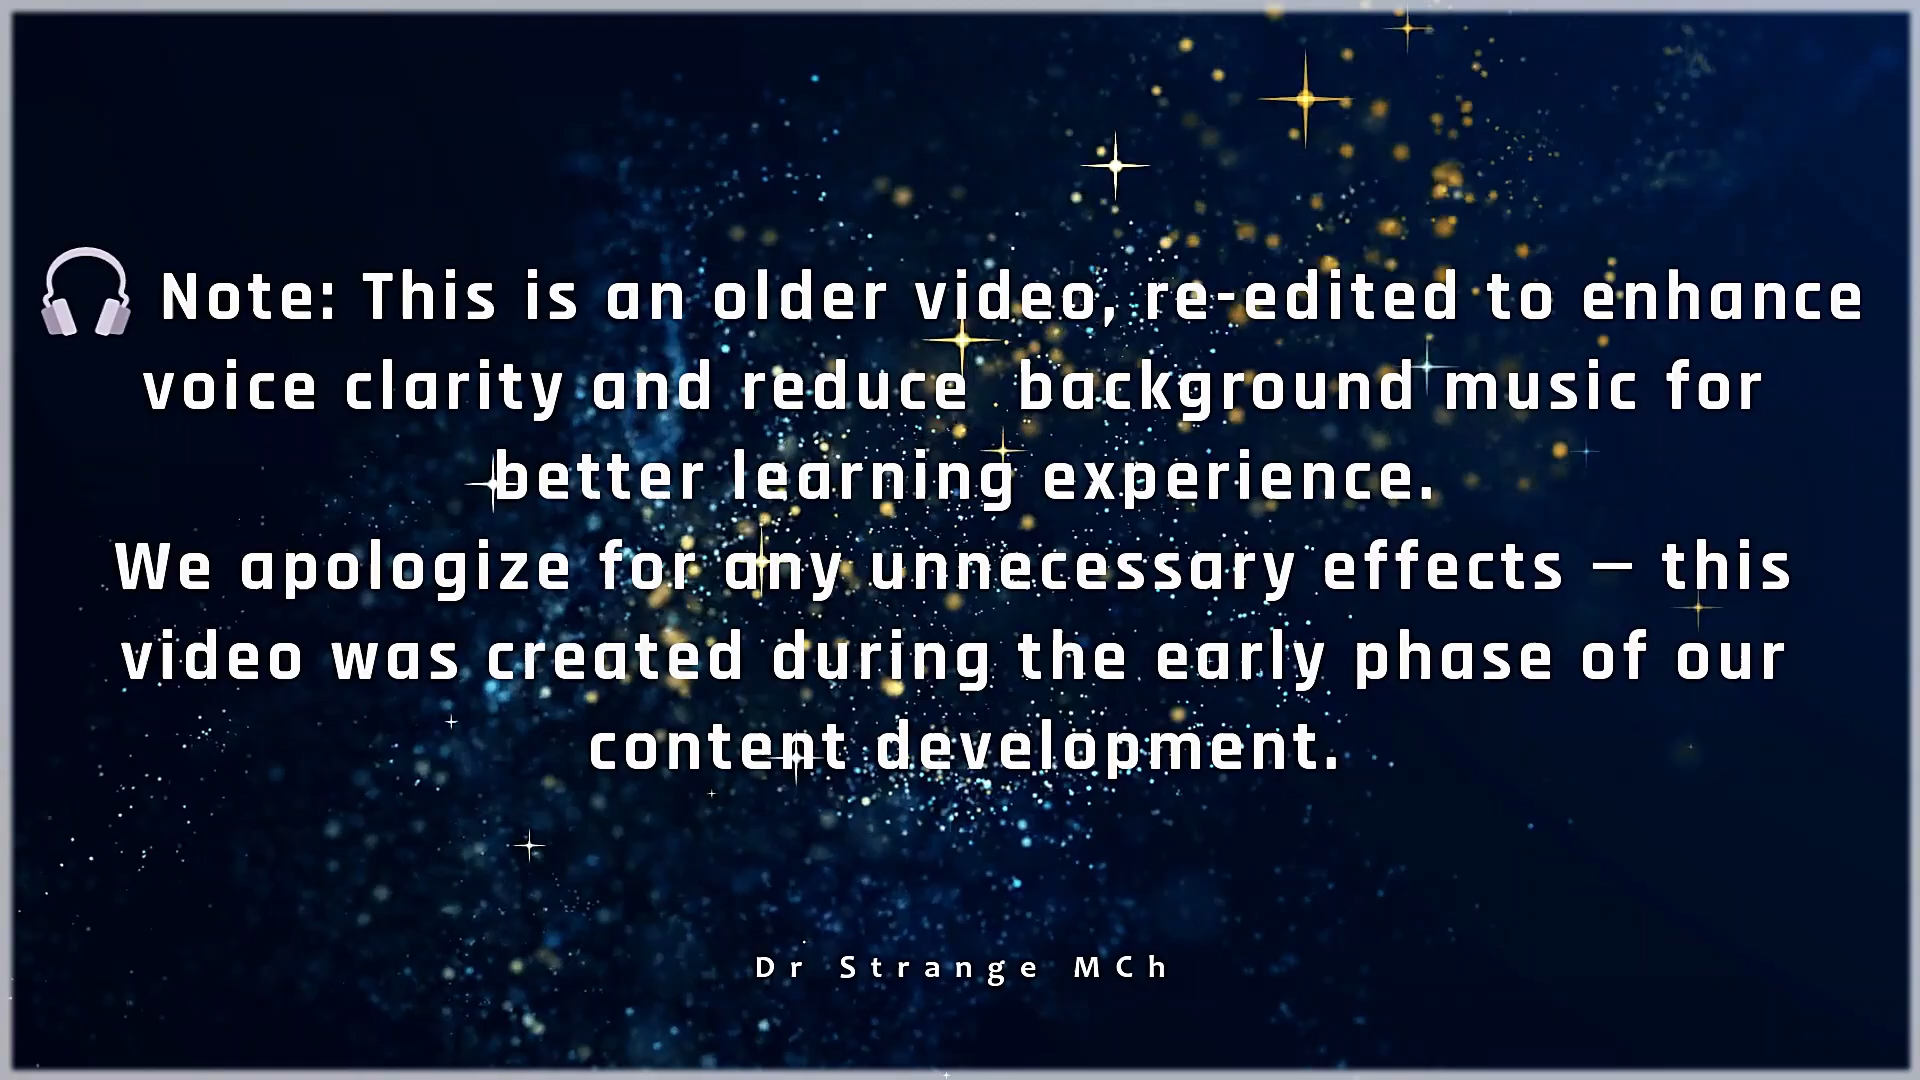 🎧 Note: This is an older video, re-edited to enhance
voice clarity and reduce  background music for
better learning experience.
We apologize for any unnecessary effects – this
video was created during the early phase of our
content development.
Dr Strange MCh